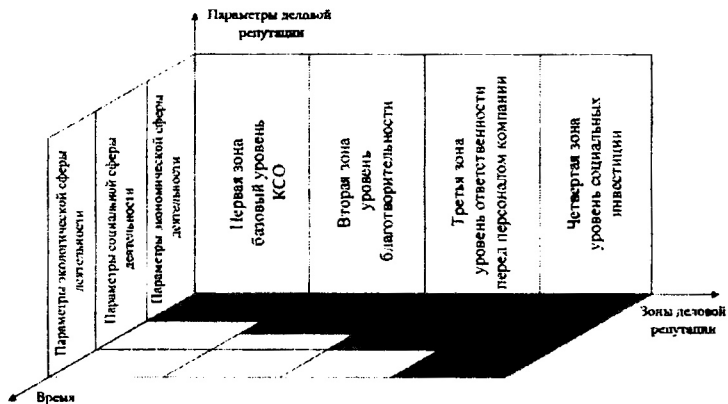 Параметры деловой
репутации
Параметры экологической сферы
деятельности
Параметры социальной сферы
деятельности
Параметры экономической сферы
деятельности
Первая зона
базовый уровень
КСО
Вторая зона
уровень
благотворительности
Третья зона
уровень ответственности
перед персоналом компании
Четвертая зона
уровень социальных
инвестиции
Зоны деловой
репутации
Время